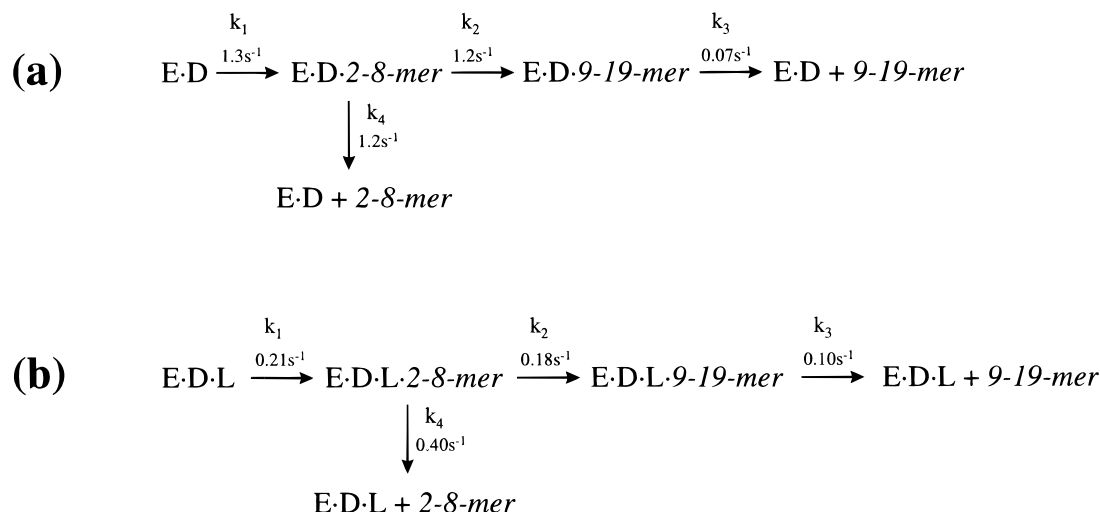 k₁ k₂ k₃
1.3s⁻¹ 1.2s⁻¹ 0.07s⁻¹
(a) E·D E·D·2-8-mer E·D·9-19-mer E·D + 9-19-mer
k₄
1.2s⁻¹
E·D + 2-8-mer
k₁ k₂ k₃
0.21s⁻¹ 0.18s⁻¹ 0.10s⁻¹
(b) E·D·L E·D·L·2-8-mer E·D·L·9-19-mer E·D·L + 9-19-mer
k₄
0.40s⁻¹
E·D·L + 2-8-mer